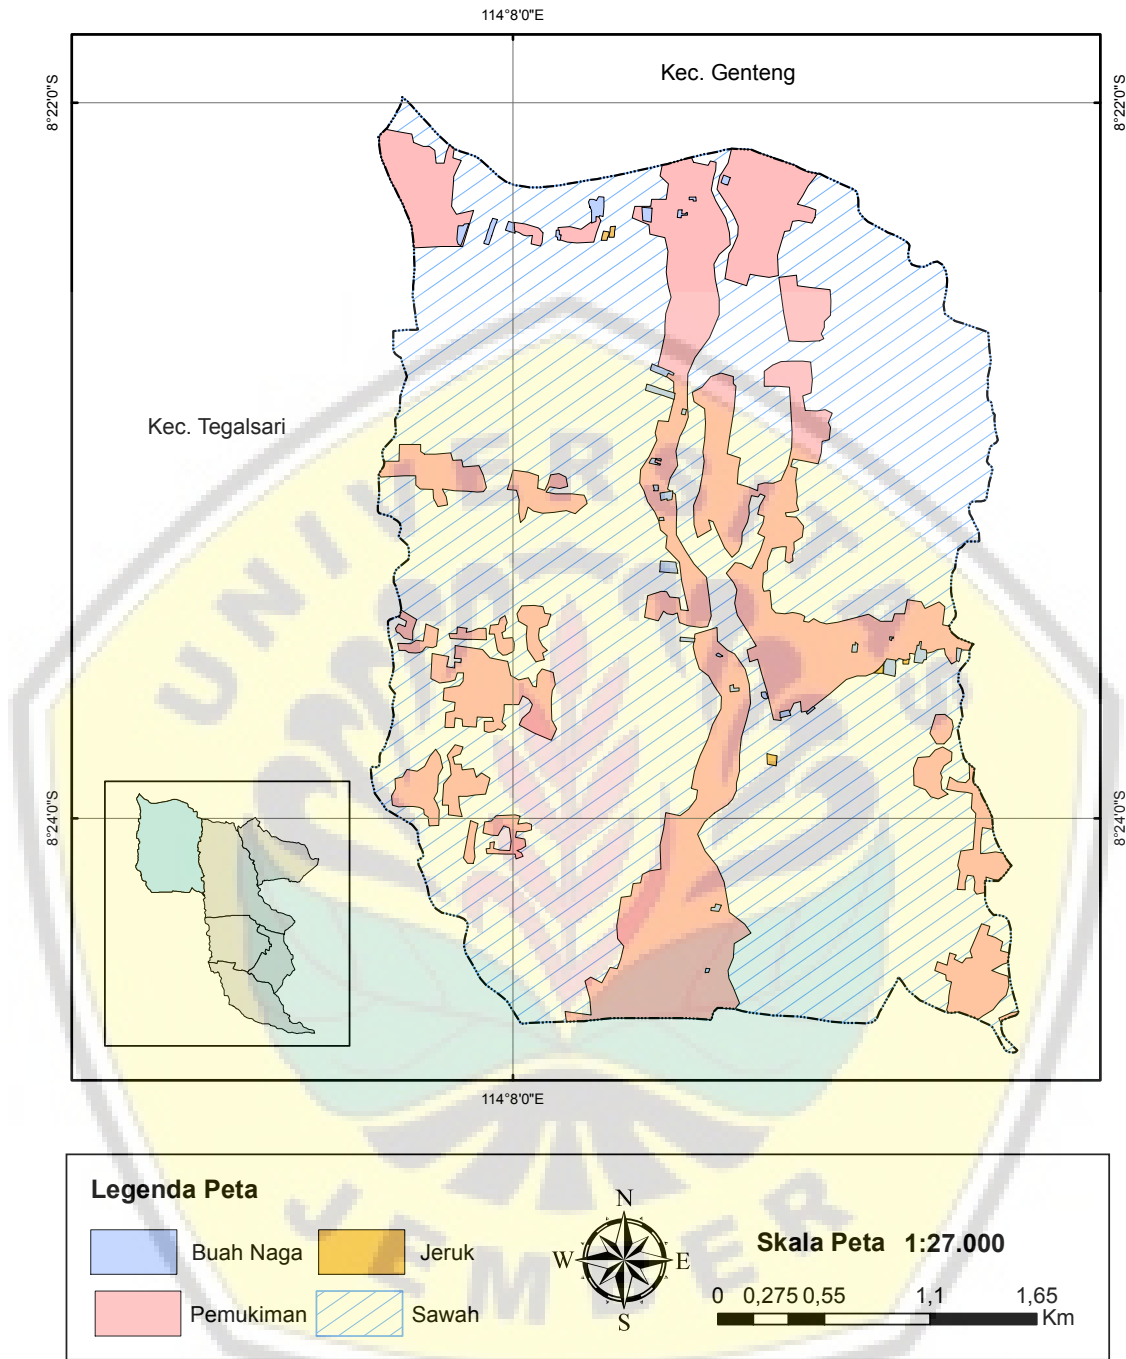 114°8'0"E
Kec. Genteng
8°22'0"S
8°22'0"S
Kec. Tegalsari
UNIVERSITAS
8°24'0"S
8°24'0"S
114°8'0"E
JEMBER
Legenda Peta
Buah Naga
Jeruk
Pemukiman
Sawah
N
W
E
S
Skala Peta 1:27.000
0 0,275 0,55 1,1 1,65
Km